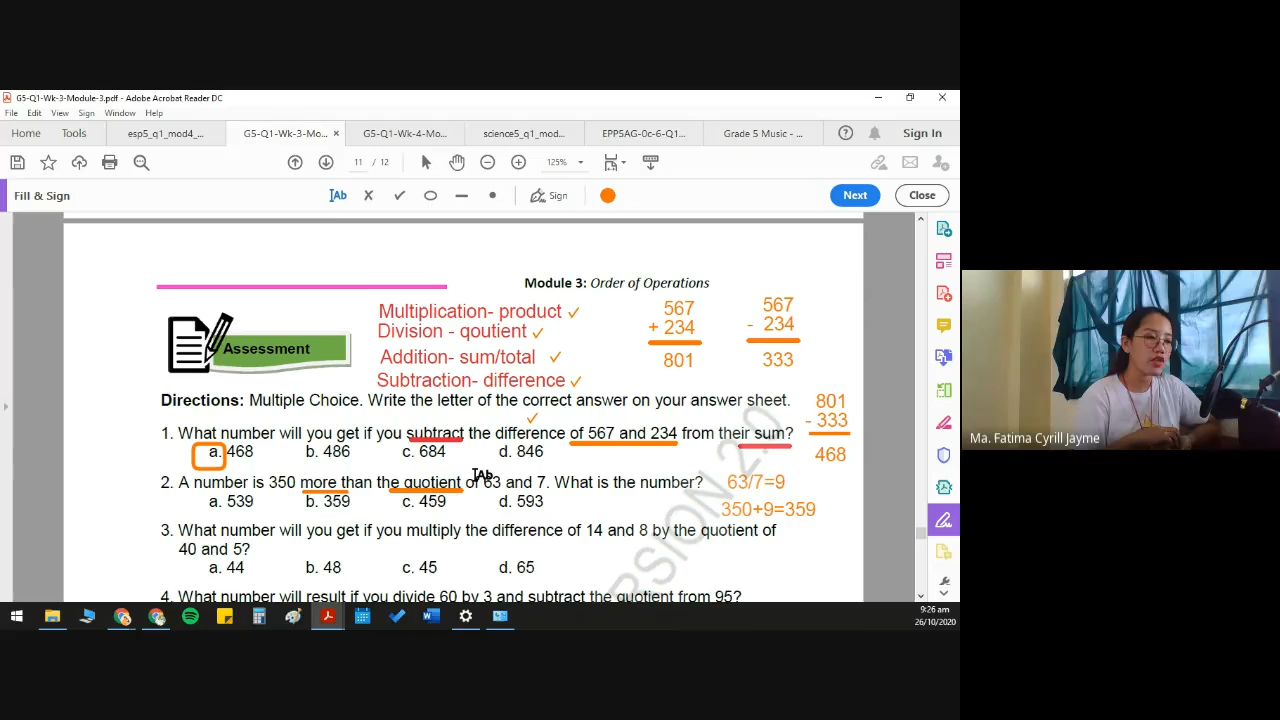 G5-Q1-Wk-3-Module-3.pdf - Adobe Acrobat Reader DC
File Edit View Sign Window Help
Home Tools esp5_q1_mod4_... G5-Q1-Wk-3-Mo... × G5-Q1-Wk-4-Mo... science5_q1_mod... EPP5AG-0c-6-Q1... Grade 5 Music - ... Sign In
11 / 12 125%
Fill & Sign Ab Sign Next Close
Module 3: Order of Operations
Multiplication- product ✓
Division - qoutient ✓
Addition- sum/total ✓
Subtraction- difference ✓
567
+ 234
801
567
- 234
333
Assessment
Directions: Multiple Choice. Write the letter of the correct answer on your answer sheet.
801
- 333
468
1. What number will you get if you subtract the difference of 567 and 234 from their sum?
a. 468 b. 486 c. 684 d. 846
2. A number is 350 more than the quotient of 63 and 7. What is the number?
a. 539 b. 359 c. 459 d. 593
63/7=9
350+9=359
3. What number will you get if you multiply the difference of 14 and 8 by the quotient of
40 and 5?
a. 44 b. 48 c. 45 d. 65
4. What number will result if you divide 60 by 3 and subtract the quotient from 95?
RSION 2.0
Ma. Fatima Cyrill Jayme
9:26 am
26/10/2020